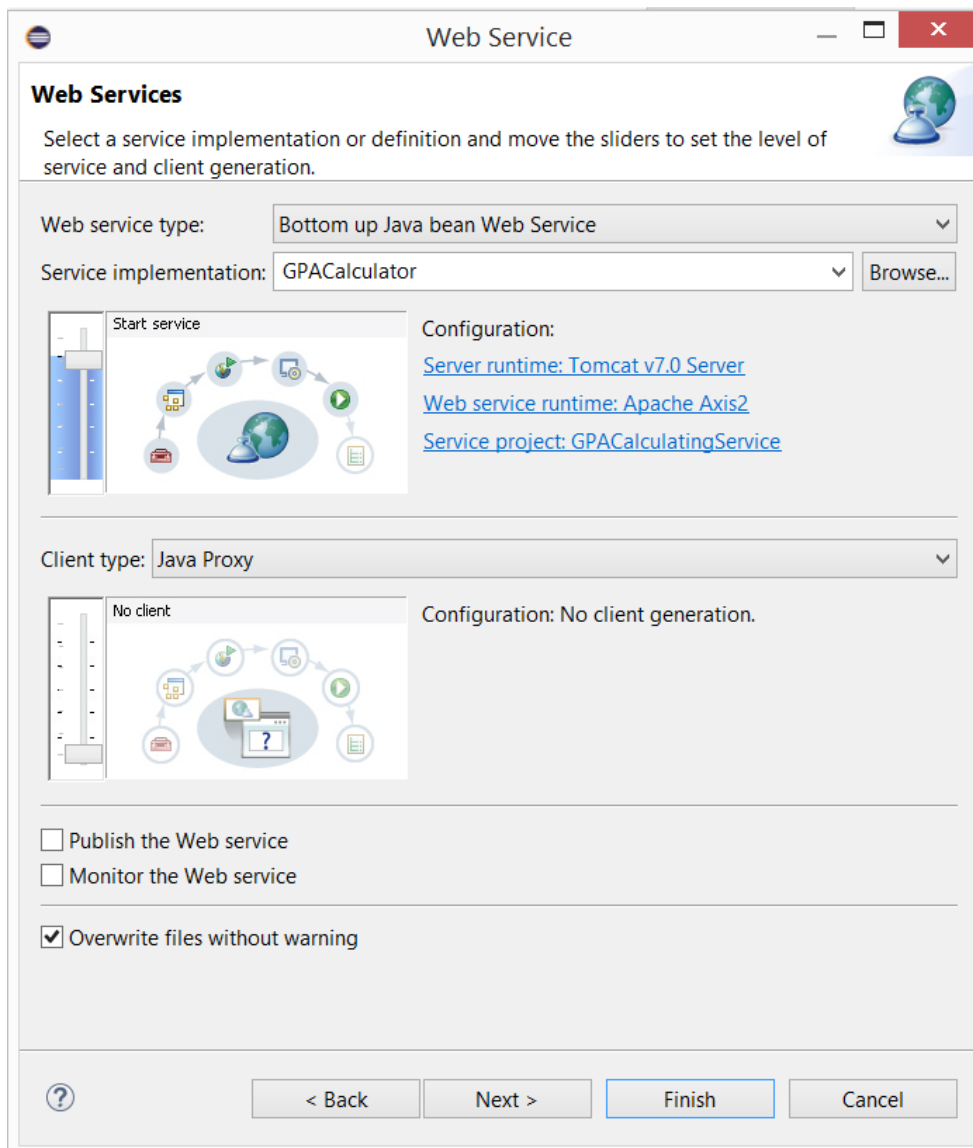 Web Service
Web Services
Select a service implementation or definition and move the sliders to set the level of
service and client generation.
Web service type: Bottom up Java bean Web Service
Service implementation: GPACalculator Browse...
Start service
Configuration:
Server runtime: Tomcat v7.0 Server
Web service runtime: Apache Axis2
Service project: GPACalculatingService
Client type: Java Proxy
No client
Configuration: No client generation.
?
Publish the Web service
Monitor the Web service
Overwrite files without warning
? < Back Next > Finish Cancel